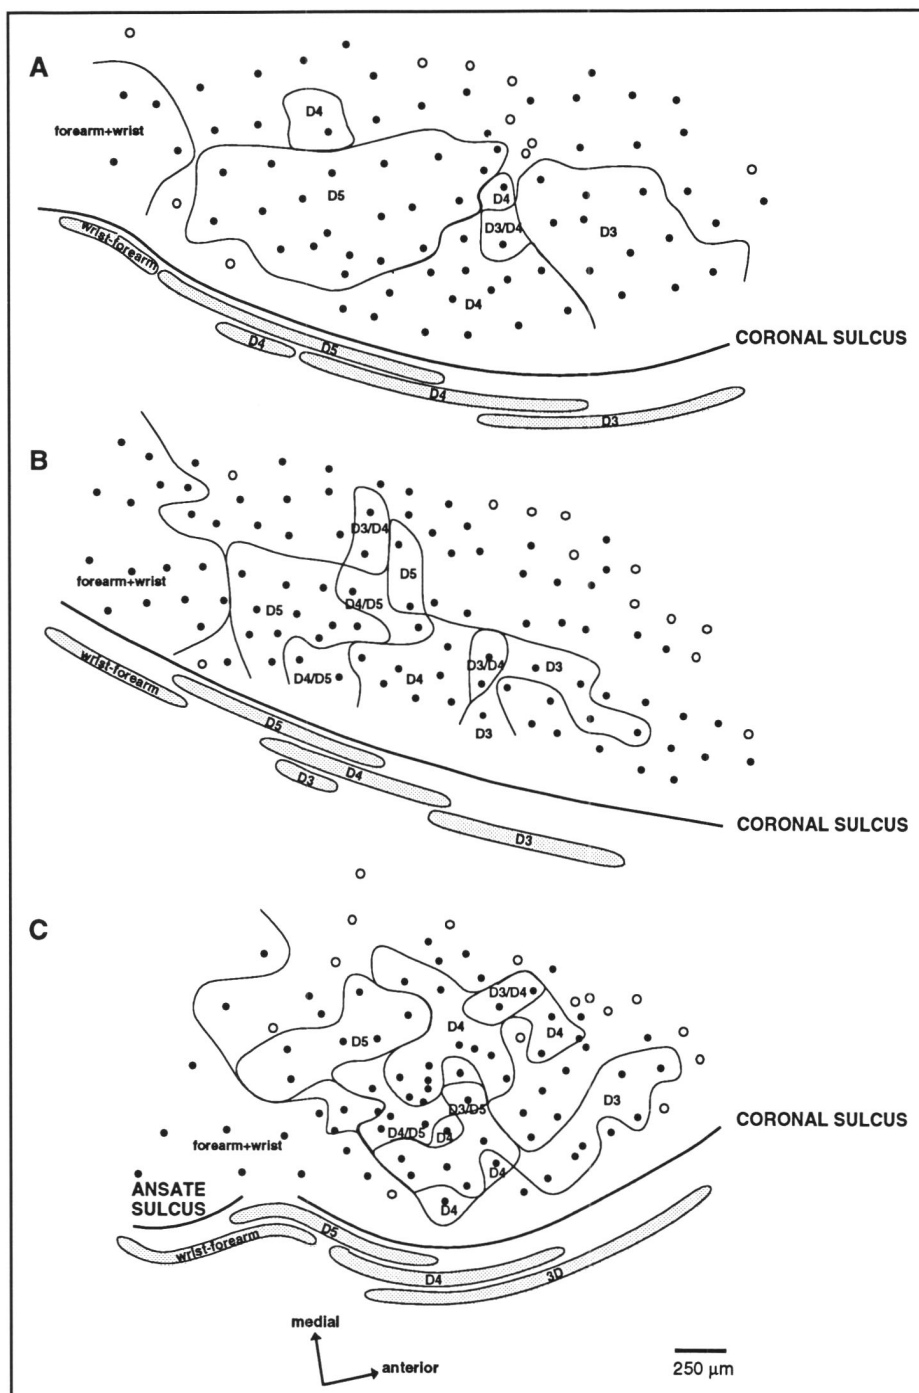 A
D4
forearm+wrist
D5
D4
D3/D4
D3
D4
wrist-forearm
D5
D4
D4
D3
CORONAL SULCUS
B
D3/D4
D5
forearm+wrist
D5
D4/D5
D4/D5
D4
D3/D4
D3
D3
wrist-forearm
D5
D4
D3
D3
CORONAL SULCUS
C
D3/D4
D4
D4
D5
D3/D5
D3
D4/D5
D4
forearm+wrist
D4
D4
CORONAL SULCUS
ANSATE
SULCUS
D5
wrist-forearm
D4
3D
medial
anterior
250 µm